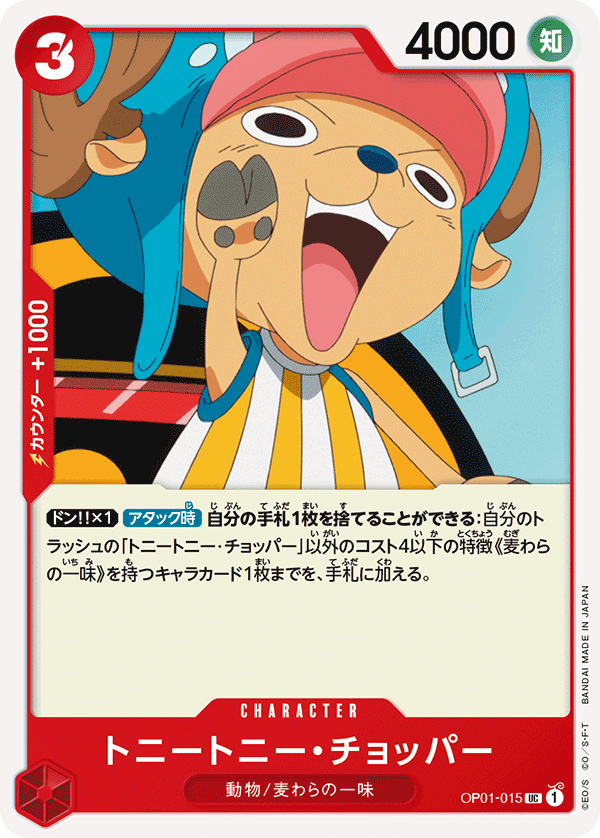 3
4000 知
カウンター +1000
ドン!!×1 アタック時 自分の手札1枚を捨てることができる:自分のト
ラッシュの「トニートニー・チョッパー」以外のコスト4以下の特徴《麦わら
の一味》を持つキャラカード1枚までを、手札に加える。
CHARACTER
トニートニー・チョッパー
動物/麦わらの一味
OP01-015 UC 1
©E.O/S ©O/S・F・T BANDAI MADE IN JAPAN